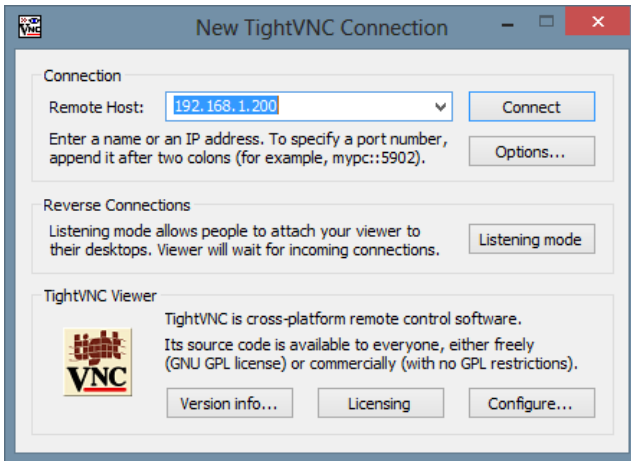 New TightVNC Connection
Connection
Remote Host: 192.168.1.200
Connect
Enter a name or an IP address. To specify a port number,
append it after two colons (for example, mypc::5902).
Options...
Reverse Connections
Listening mode allows people to attach your viewer to
their desktops. Viewer will wait for incoming connections.
Listening mode
TightVNC Viewer
TightVNC is cross-platform remote control software.
Its source code is available to everyone, either freely
(GNU GPL license) or commercially (with no GPL restrictions).
tight
VNC
Version info...
Licensing
Configure...